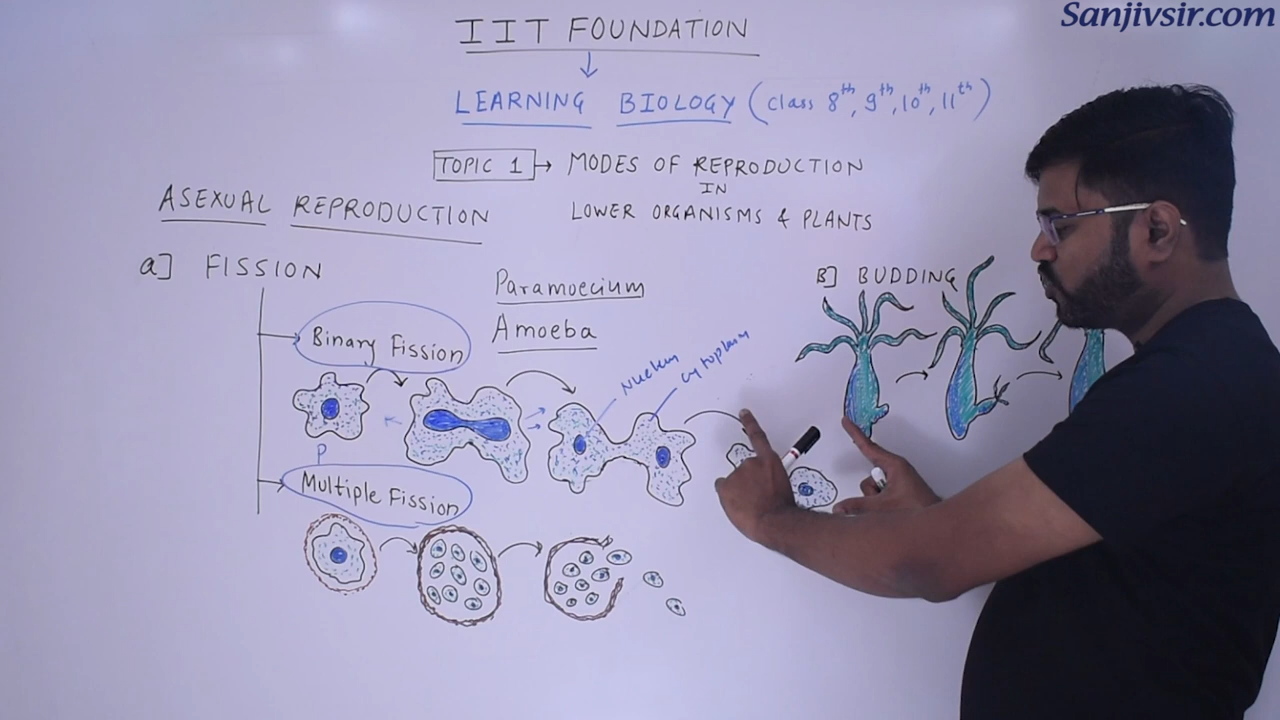 Sanjivsir.com
IIT FOUNDATION
LEARNING BIOLOGY (class 8th, 9th, 10th, 11th)
TOPIC 1 → MODES OF REPRODUCTION
IN
LOWER ORGANISMS & PLANTS
ASEXUAL REPRODUCTION
a] FISSION
Paramoecium
Amoeba
Binary Fission
Nucleus
Cytoplasm
P
Multiple Fission
B] BUDDING